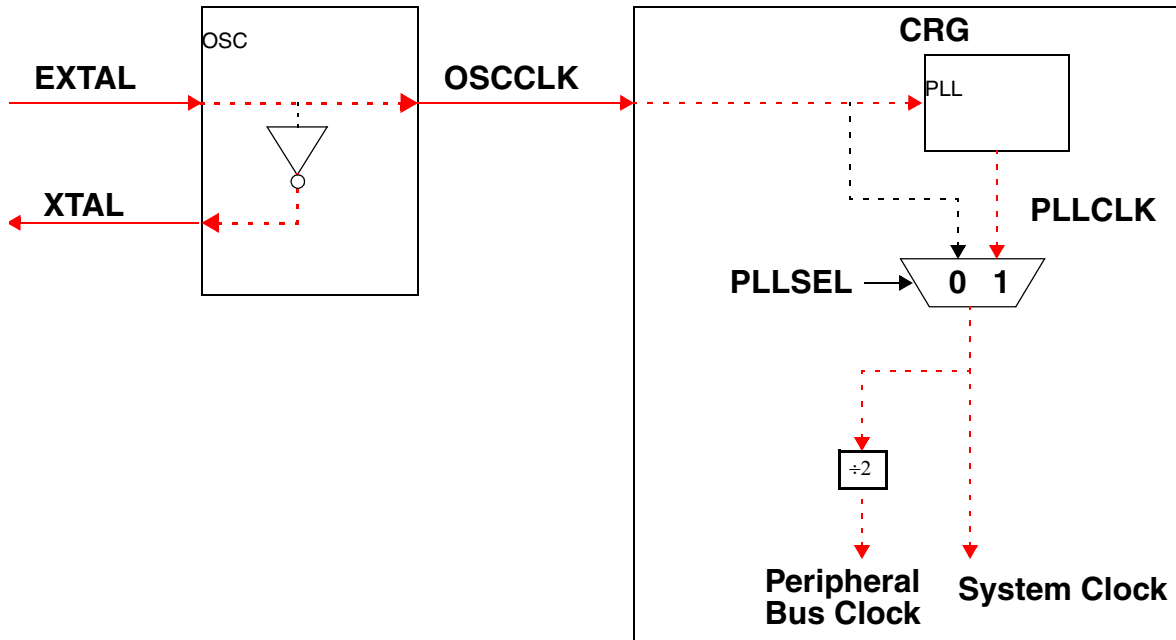 CRG
OSC
EXTAL
OSCCLK
PLL
XTAL
PLLCLK
PLLSEL
0 1
÷2
Peripheral
Bus Clock
System Clock